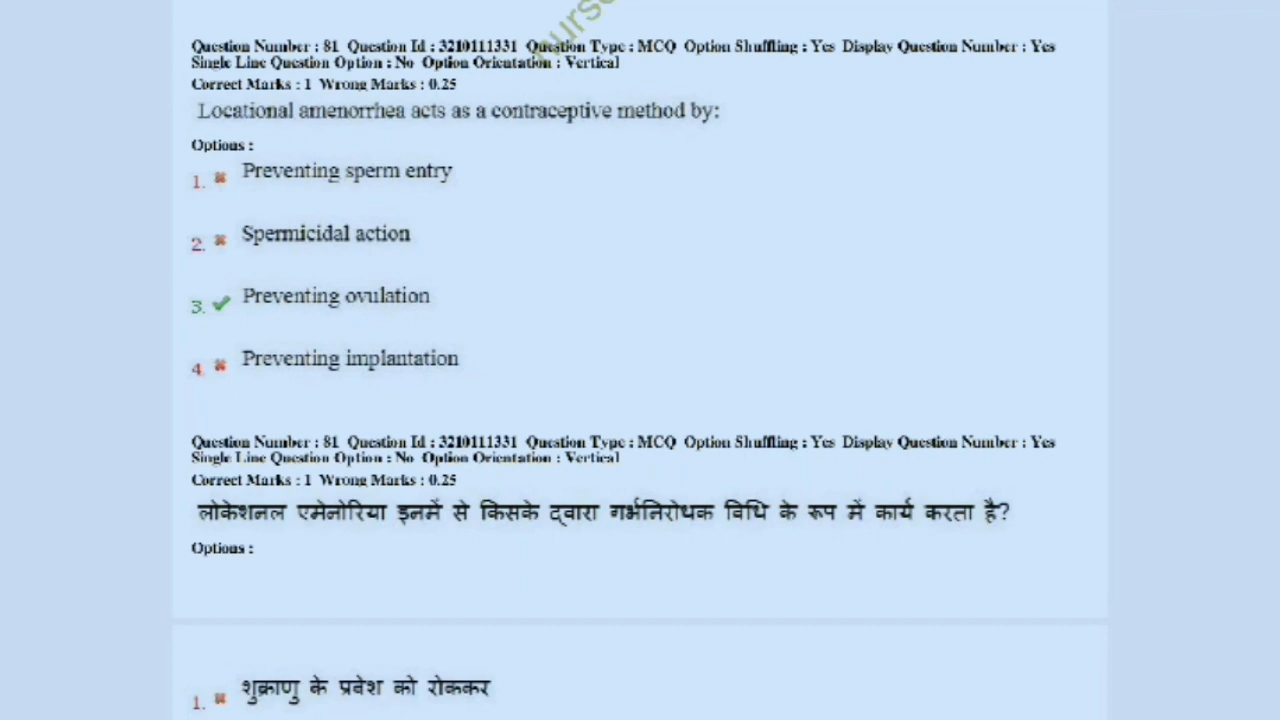 Question Number : 81 Question Id : 3210111331 Question Type : MCQ Option Shuffling : Yes Display Question Number : Yes
Single Line Question Option : No Option Orientation : Vertical
Correct Marks : 1 Wrong Marks : 0.25
Locational amenorrhea acts as a contraceptive method by:
Options :
1. Preventing sperm entry
2. Spermicidal action
3. Preventing ovulation
4. Preventing implantation
Question Number : 81 Question Id : 3210111331 Question Type : MCQ Option Shuffling : Yes Display Question Number : Yes
Single Line Question Option : No Option Orientation : Vertical
Correct Marks : 1 Wrong Marks : 0.25
लोकेशनल एमेनोरिया इनमें से किसके द्वारा गर्भनिरोधक विधि के रूप में कार्य करता है?
Options :
1. शुक्राणु के प्रवेश को रोककर